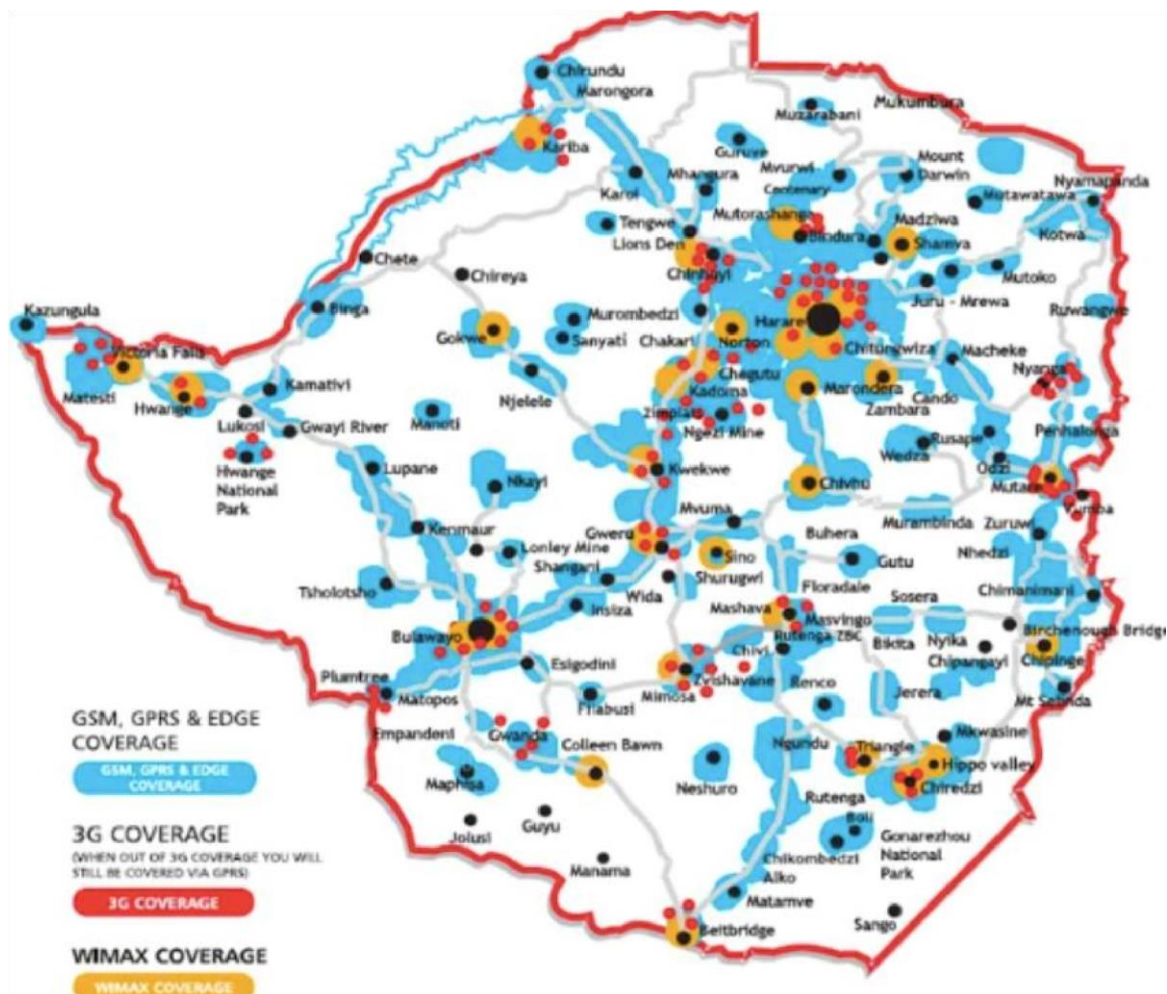 Chirundu
Marongora
Mukumbura
Muzarabani
Kariba
Guruve
Mvurwi
Mount
Darwin
Mhangura
Centenary
Nyamapanda
Karoi
Mutawatawa
Tengwe
Mutorashanga
Madziwa
Kotwa
Lions Den
Bindura
Shamva
Chete
Chireya
Chinhoyi
Mutoko
Juru - Mrewa
Kazungula
Binga
Murombedzi
Harare
Ruwangwe
Gokwe
Sanyati
Chakari
Norton
Chitungwiza
Macheke
Victoria Falls
Chegutu
Nyanga
Matesti
Hwange
Kamativi
Njelele
Kadoma
Marondera
Cando
Zambara
Lukosi
Gwayi River
Manoti
Zimplats
Ngezi Mine
Rusape
Penhalonga
Hwange
National
Park
Lupane
Kwekwe
Wedza
Odzi
Mutare
Nkayi
Chivhu
Vumba
Mvuma
Murambinda
Zuruwi
Kenmaur
Gweru
Buhera
Lonley Mine
Sino
Gutu
Nhedzi
Shangani
Shurugwi
Tsholotsho
Wida
Floradale
Chimanimani
Insiza
Mashava
Masvingo
Sosera
Bulawayo
Rutenga ZBC
Bikita
Nyika
Birchenough Bridge
Esigodini
Chivi
Chipangayi
Chipinge
Plumtree
Matopos
Filabusi
Mimosa
Zvishavane
Renco
Jerera
Mt Selinda
Empandeni
Gwanda
Colleen Bawn
Ngundu
Triangle
Mkwasine
Hippo valley
Maphisa
Neshuro
Rutenga
Chiredzi
Jolusi
Guyu
Boli
Gonarezhou
National
Park
Manama
Chikombedzi
Alko
Matamve
Sango
Beitbridge
GSM, GPRS & EDGE
COVERAGE
GSM, GPRS & EDGE
COVERAGE
3G COVERAGE
(WHEN OUT OF 3G COVERAGE YOU WILL
STILL BE COVERED VIA GPRS)
3G COVERAGE
WIMAX COVERAGE
WIMAX COVERAGE